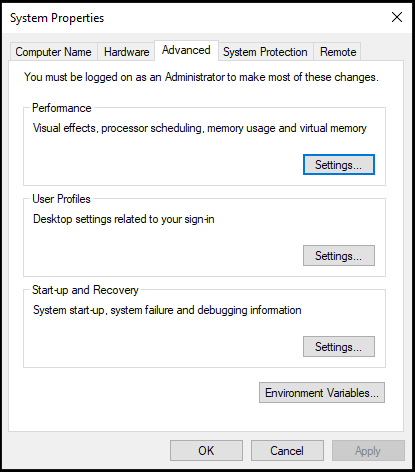 System Properties
Computer Name Hardware Advanced System Protection Remote
You must be logged on as an Administrator to make most of these changes.
Performance
Visual effects, processor scheduling, memory usage and virtual memory
Settings...
User Profiles
Desktop settings related to your sign-in
Settings...
Start-up and Recovery
System start-up, system failure and debugging information
Settings...
Environment Variables...
OK Cancel Apply